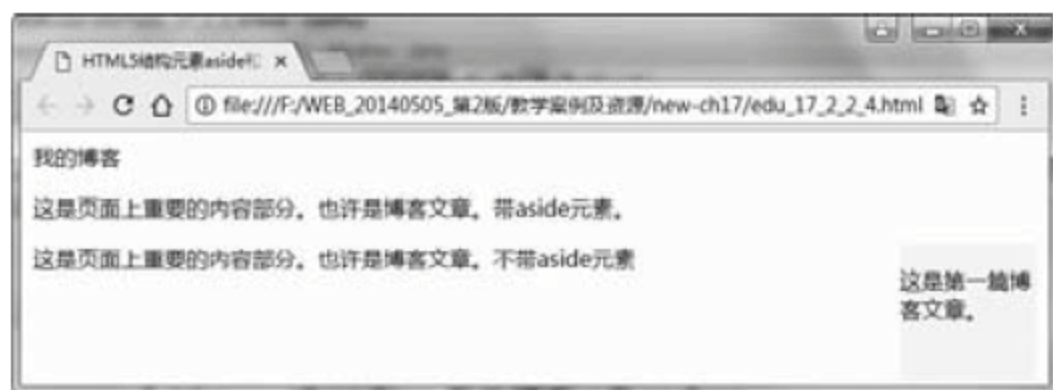 HTML5结构元素aside和
file:///F:/WEB_20140505_第2版/教学案例及资源/new-ch17/edu_17_2_2_4.html
我的博客
这是页面上重要的内容部分。也许是博客文章。带aside元素。
这是页面上重要的内容部分。也许是博客文章。不带aside元素
这是第一篇博
客文章。